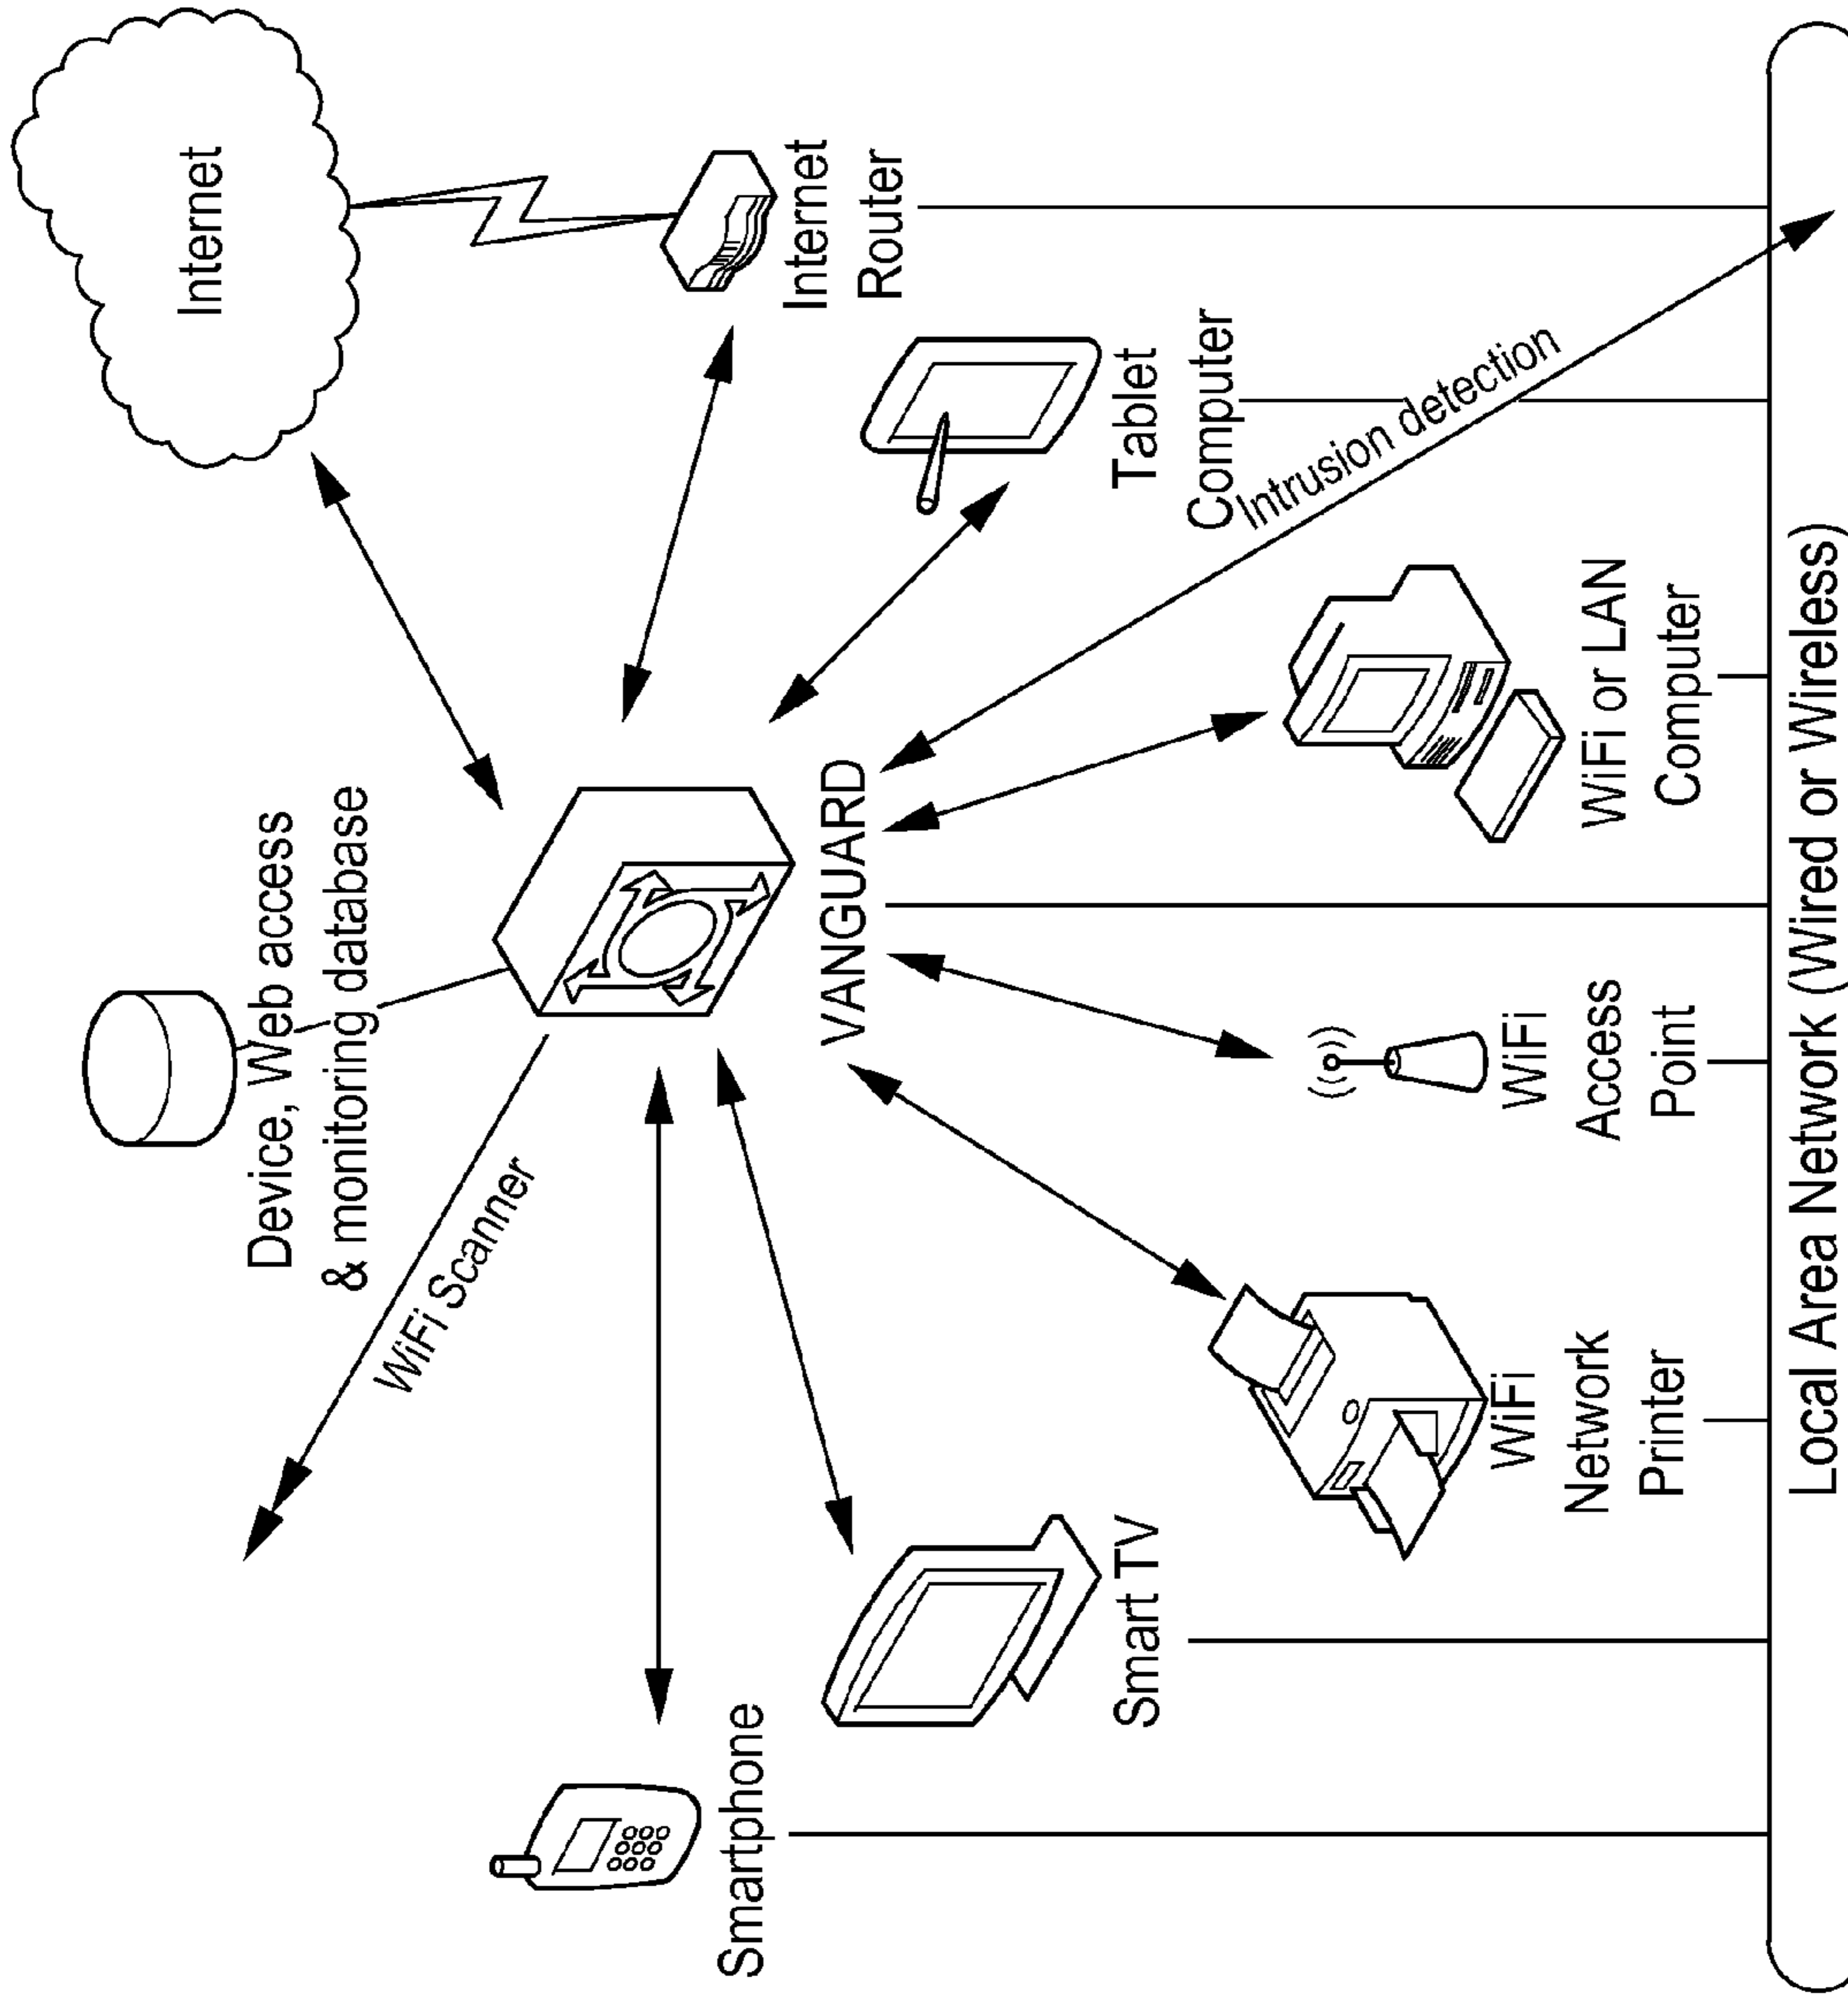 Internet
Device, Web access
& monitoring database
WiFi Scanner
Smartphone
VANGUARD
Internet
Router
Smart TV
Tablet
Computer
Intrusion detection
WiFi
Network
Printer
WiFi
Access
Point
WiFi or LAN
Computer
Local Area Network (Wired or Wireless)